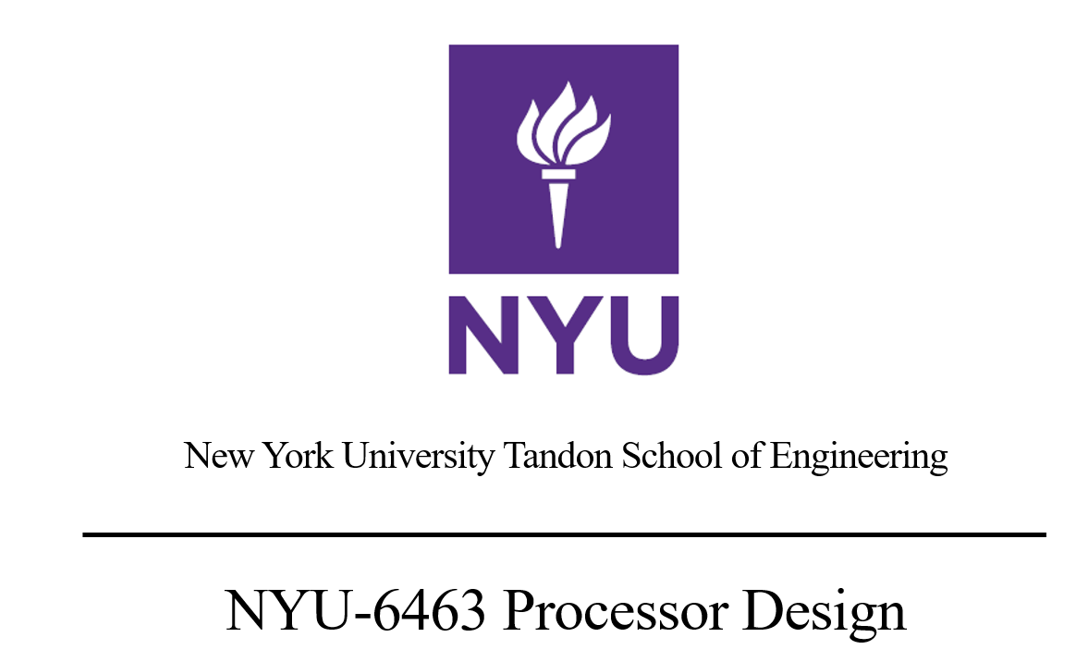 NYU
New York University Tandon School of Engineering
NYU-6463 Processor Design